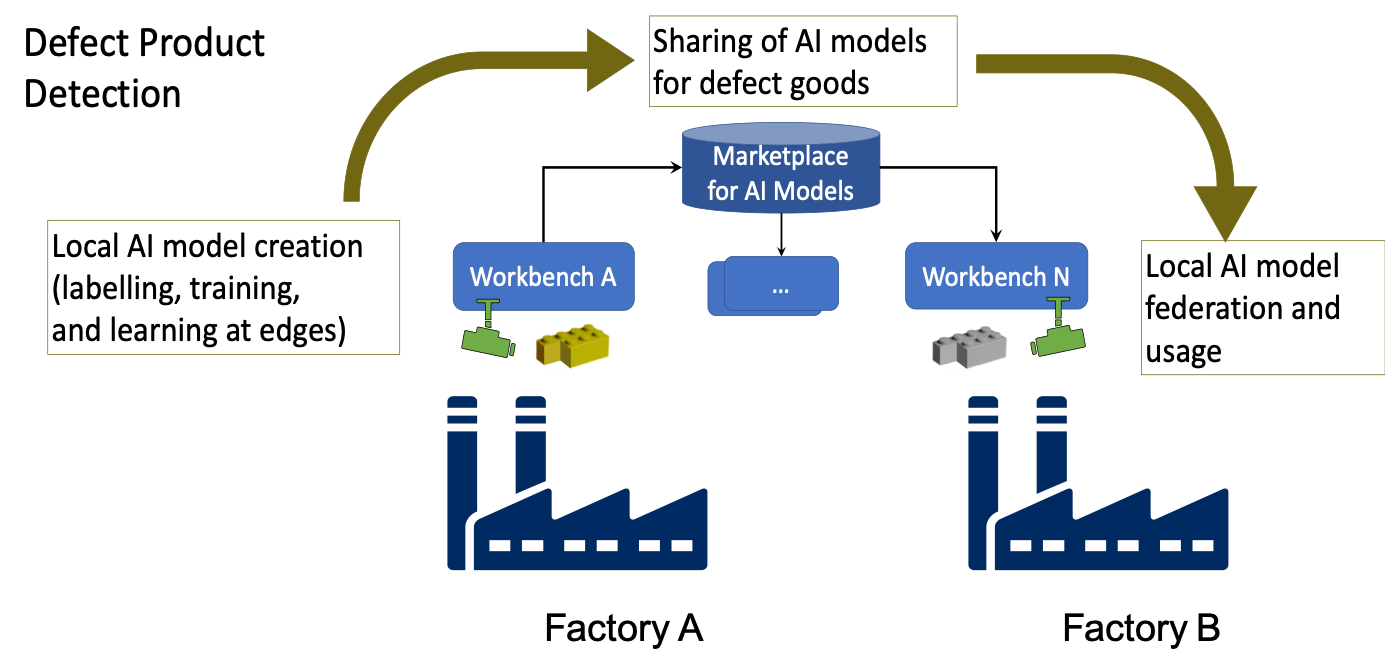 Defect Product
Detection
Sharing of AI models
for defect goods
Marketplace
for AI Models
Local AI model creation
(labelling, training,
and learning at edges)
Workbench A
...
Workbench N
Local AI model
federation and
usage
Factory A
Factory B